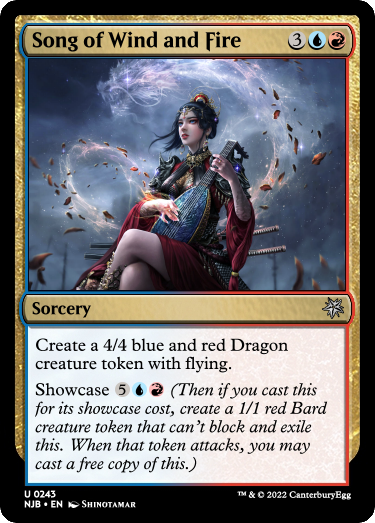 Song of Wind and Fire 3
Sorcery
Create a 4/4 blue and red Dragon
creature token with flying.
Showcase 5 (Then if you cast this
for its showcase cost, create a 1/1 red Bard
creature token that can't block and exile
this. When that token attacks, you may
cast a free copy of this.)
U 0243
NJB • EN SHINOTAMAR
™ & © 2022 CanterburyEgg